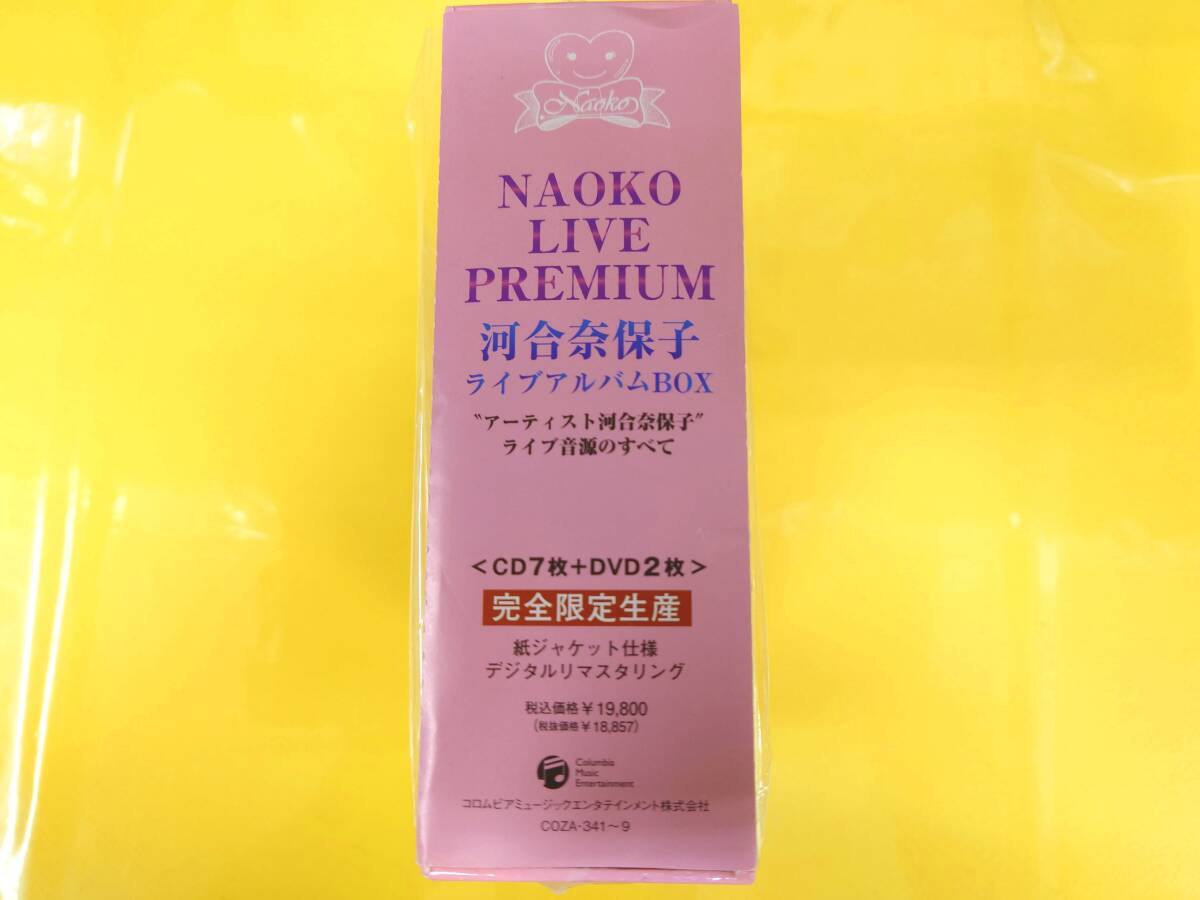 Naoko
NAOKO
LIVE
PREMIUM
河合奈保子
ライブアルバムBOX
〝アーティスト河合奈保子〟
ライブ音源のすべて
<CD7枚+DVD2枚>
完全限定生産
紙ジャケット仕様
デジタルリマスタリング
税込価格¥19,800
(税抜価格¥18,857)
Columbia
Music
Entertainment
コロムビアミュージックエンタテインメント株式会社
COZA-341~9